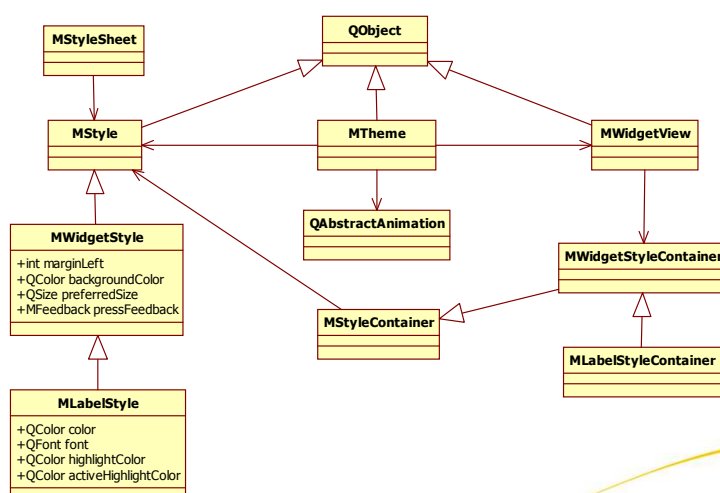 MStyleSheet
QObject
MStyle
MTheme
MWidgetView
MWidgetStyle
+int marginLeft
+QColor backgroundColor
+QSize preferredSize
+MFeedback pressFeedback
QAbstractAnimation
MWidgetStyleContainer
MStyleContainer
MLabelStyleContainer
MLabelStyle
+QColor color
+QFont font
+QColor highlightColor
+QColor activeHighlightColor